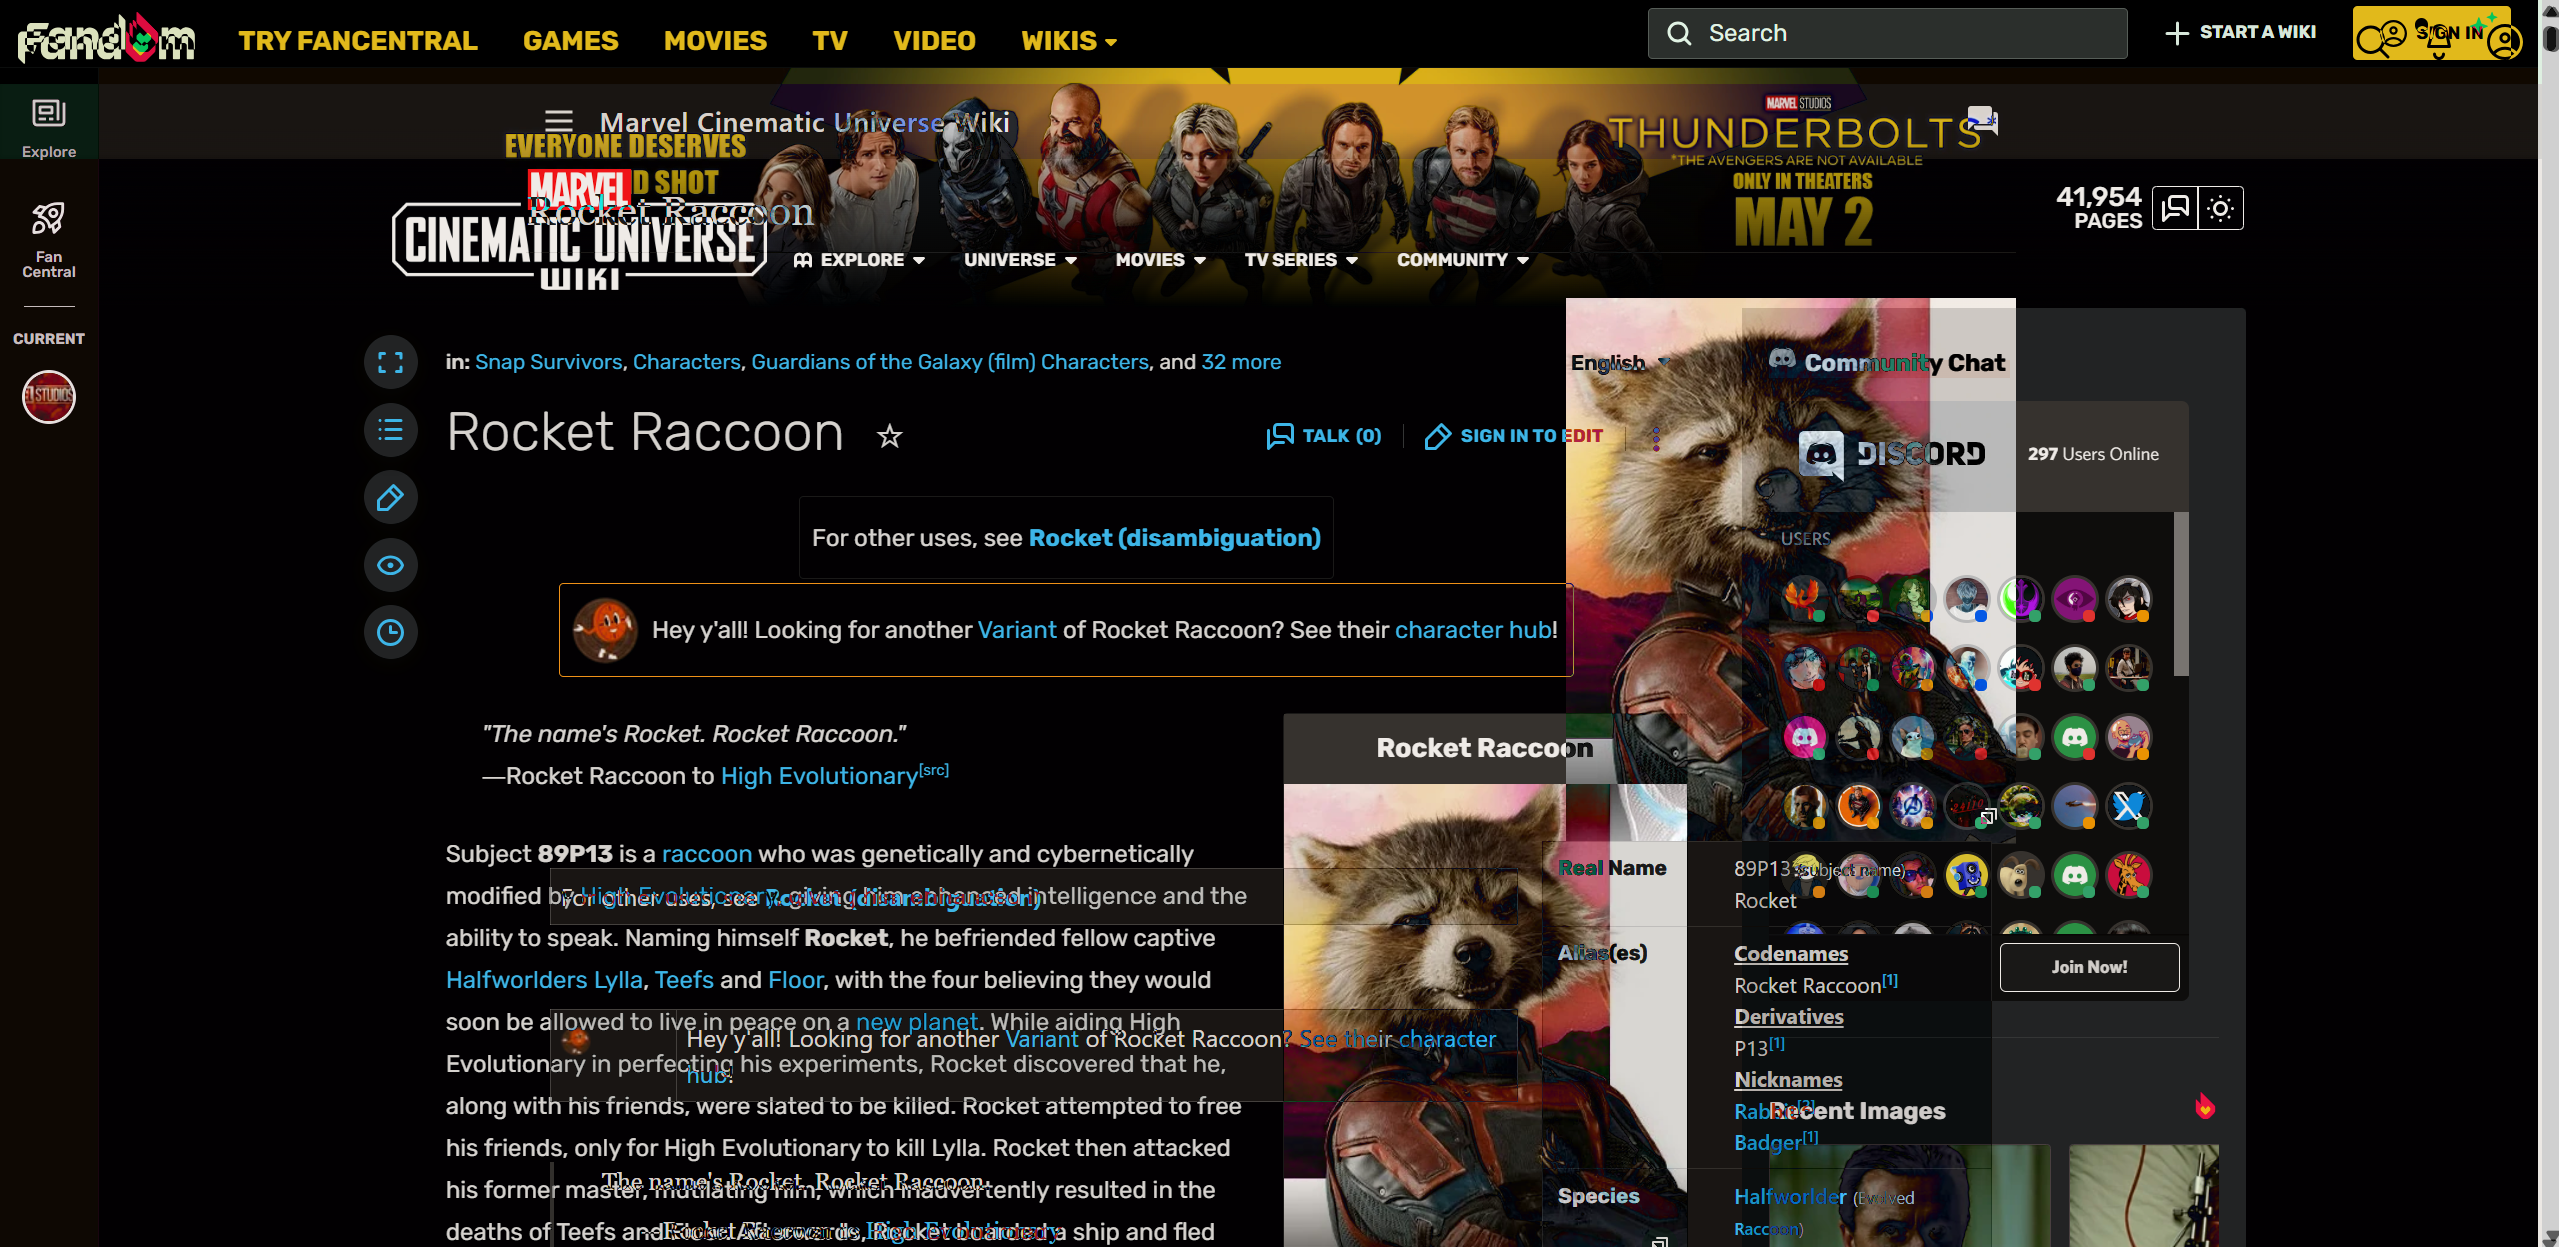 Fandom
TRY FANCENTRAL
GAMES
MOVIES
TV
VIDEO
WIKIS
Search
START A WIKI
SIGN IN
Explore
Fan
Central
CURRENT
Marvel Cinematic Universe Wiki
EVERYONE DESERVES
D SHOT
MARVEL STUDIOS
THUNDERBOLTS
*THE AVENGERS ARE NOT AVAILABLE
ONLY IN THEATERS
MAY 2
MARVEL
Rocket Raccoon
CINEMATIC UNIVERSE
WIKI
41,954
PAGES
EXPLORE
UNIVERSE
MOVIES
TV SERIES
COMMUNITY
in: Snap Survivors, Characters, Guardians of the Galaxy (film) Characters, and 32 more
English
Rocket Raccoon
TALK (0)
SIGN IN TO EDIT
For other uses, see Rocket (disambiguation)
Hey y'all! Looking for another Variant of Rocket Raccoon? See their character hub!
"The name's Rocket. Rocket Raccoon."
—Rocket Raccoon to High Evolutionary[src]
Subject 89P13 is a raccoon who was genetically and cybernetically
modified by High Evolutionary, giving him enhanced intelligence and the
ability to speak. Naming himself Rocket, he befriended fellow captive
Halfworlders Lylla, Teefs and Floor, with the four believing they would
soon be allowed to live in peace on a new planet. While aiding High
Evolutionary in perfecting his experiments, Rocket discovered that he,
along with his friends, were slated to be killed. Rocket attempted to free
his friends, only for High Evolutionary to kill Lylla. Rocket then attacked
his former master, mutilating him, which inadvertently resulted in the
deaths of Teefs and Floor. Afterwards, Rocket boarded a ship and fled
For other uses, see Rocket (disambiguation)
Hey y'all! Looking for another Variant of Rocket Raccoon? See their character
hub!
The name's Rocket. Rocket Raccoon.
Rocket Raccoon to High Evolutionary
Rocket Raccoon
Real Name
89P13 (subject name)
Rocket
Alias(es)
Codenames
Rocket Raccoon[1]
Derivatives
P13[1]
Nicknames
Rabbit[2]
Badger[1]
Species
Halfworlder (Evolved
Raccoon)
Community Chat
DISCORD
297 Users Online
USERS
Join Now!
Recent Images